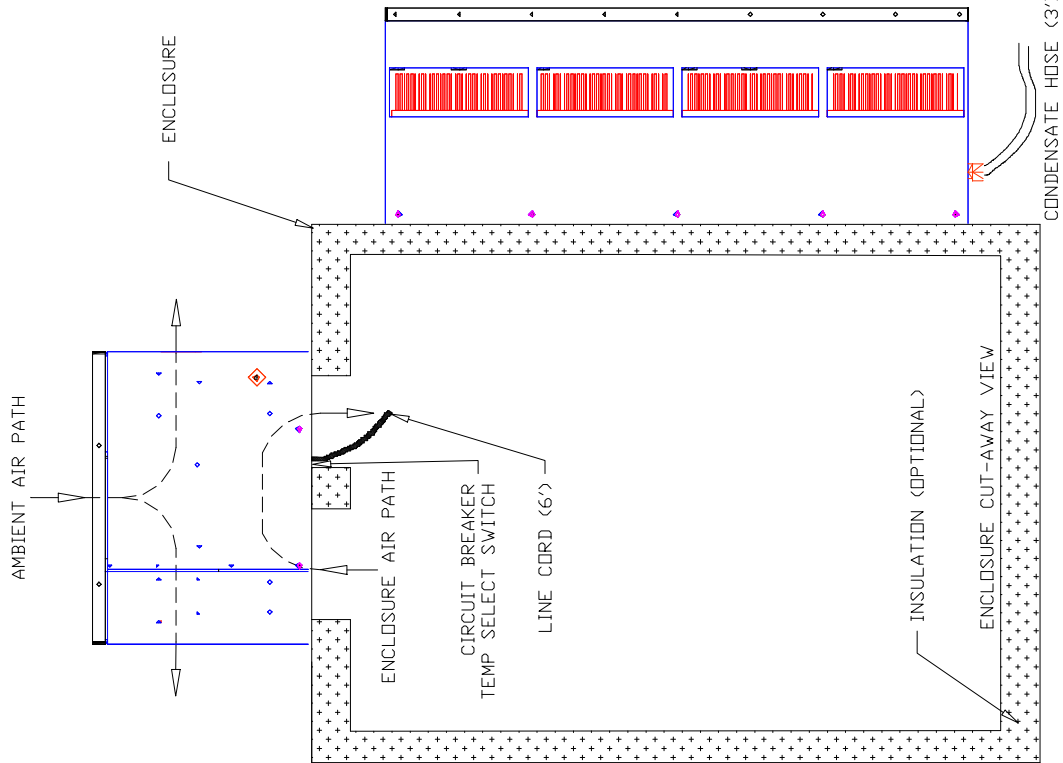 AMBIENT AIR PATH
ENCLOSURE
ENCLOSURE AIR PATH
CIRCUIT BREAKER
TEMP SELECT SWITCH
LINE CORD (6')
INSULATION (OPTIONAL)
ENCLOSURE CUT-AWAY VIEW
CONDENSATE HOSE (3'